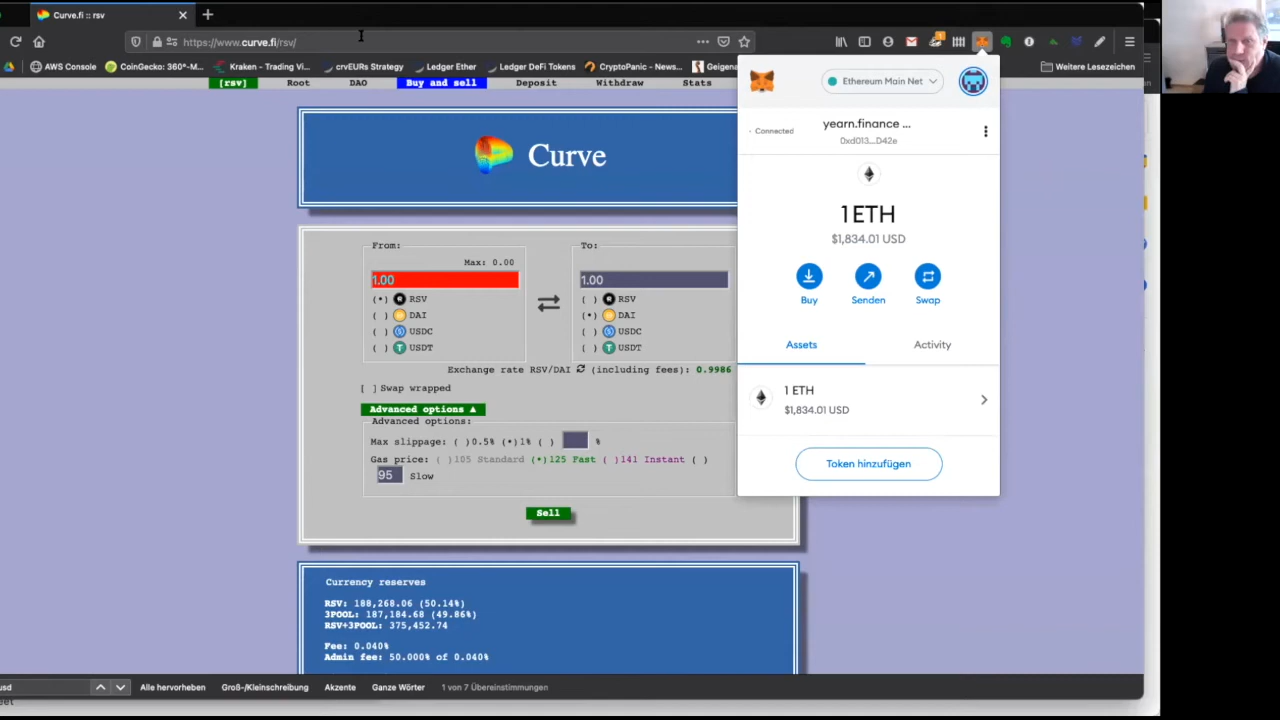 Curve.fi :: rsv
https://www.curve.fi/rsv/
AWS Console
CoinGecko: 360º-M...
Kraken - Trading Vi...
crvEURs Strategy
Ledger Ether
Ledger DeFi Tokens
CryptoPanic - News...
Geigena
Weitere Lesezeichen
[rsv]
Root
DAO
Buy and sell
Deposit
Withdraw
Stats
Curve
From:
Max: 0.00
1.00
(•) RSV
( ) DAI
( ) USDC
( ) USDT
To:
1.00
( ) RSV
(•) DAI
( ) USDC
( ) USDT
Exchange rate RSV/DAI (including fees): 0.9986
[ ] Swap wrapped
Advanced options ▲
Advanced options:
Max slippage: ( )0.5% (•)1% ( ) %
Gas price: ( )105 Standard (•)125 Fast ( )141 Instant ( )
95 Slow
Sell
Currency reserves
RSV: 188,268.06 (50.14%)
3POOL: 187,184.68 (49.86%)
RSV+3POOL: 375,452.74
Fee: 0.040%
Admin fee: 50.000% of 0.040%
Ethereum Main Net
Connected
yearn.finance ...
0xd013...D42e
1 ETH
$1,834.01 USD
Buy
Senden
Swap
Assets
Activity
1 ETH
$1,834.01 USD
Token hinzufügen
usd
Alle hervorheben
Groß-/Kleinschreibung
Akzente
Ganze Wörter
1 von 7 Übereinstimmungen